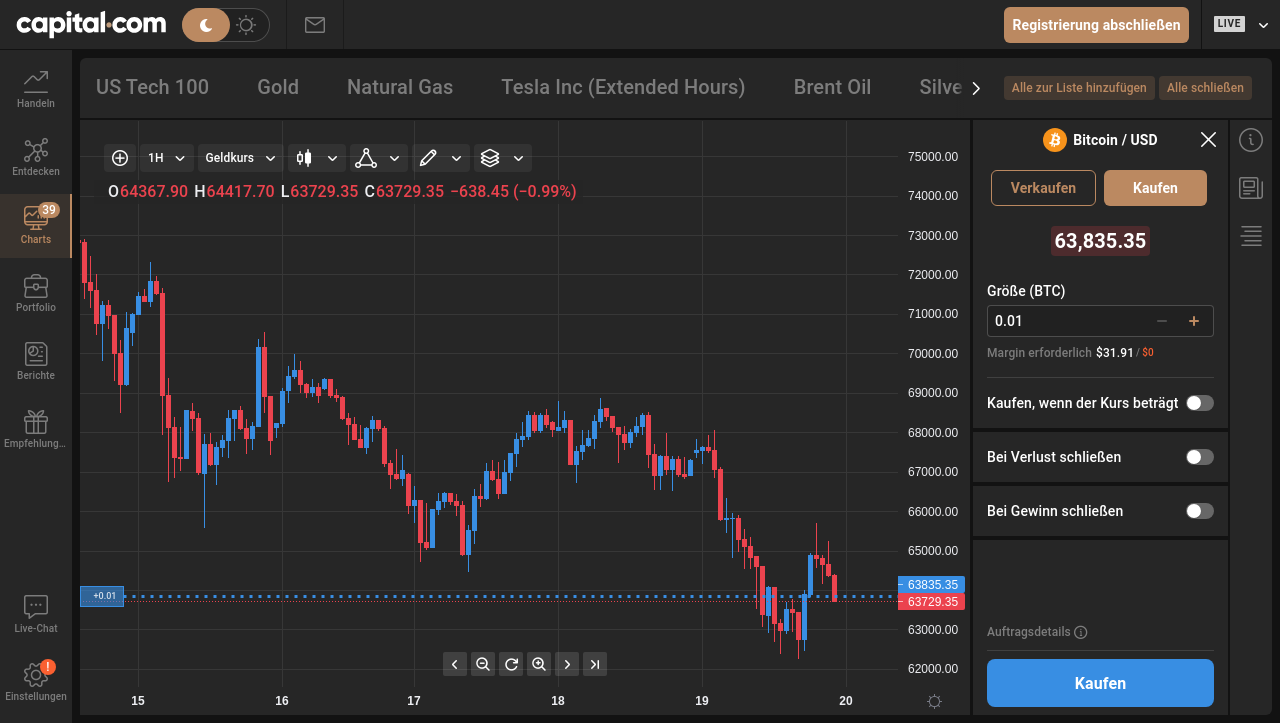 capital.com
Registrierung abschließen
LIVE
US Tech 100
Gold
Natural Gas
Tesla Inc (Extended Hours)
Brent Oil
Silve
Alle zur Liste hinzufügen
Alle schließen
Handeln
Entdecken
39
Charts
Portfolio
Berichte
Empfehlung...
Live-Chat
!
Einstellungen
1H
Geldkurs
O64367.90 H64417.70 L63729.35 C63729.35 −638.45 (−0.99%)
75000.00
74000.00
73000.00
72000.00
71000.00
70000.00
69000.00
68000.00
67000.00
66000.00
65000.00
63835.35
63729.35
63000.00
62000.00
+0.01
15
16
17
18
19
20
Bitcoin / USD
Verkaufen
Kaufen
63,835.35
Größe (BTC)
0.01
Margin erforderlich $31.91 / $0
Kaufen, wenn der Kurs beträgt
Bei Verlust schließen
Bei Gewinn schließen
Auftragsdetails
Kaufen